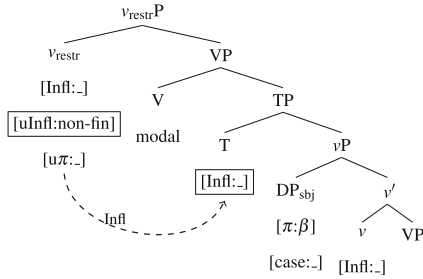 v_restrP
v_restr VP
[Infl:_] V TP
[uInfl:non-fin] modal T vP
[uπ:_] [Infl:_] DP_sbj v′
Infl [π:β] v VP
[case:_] [Infl:_]